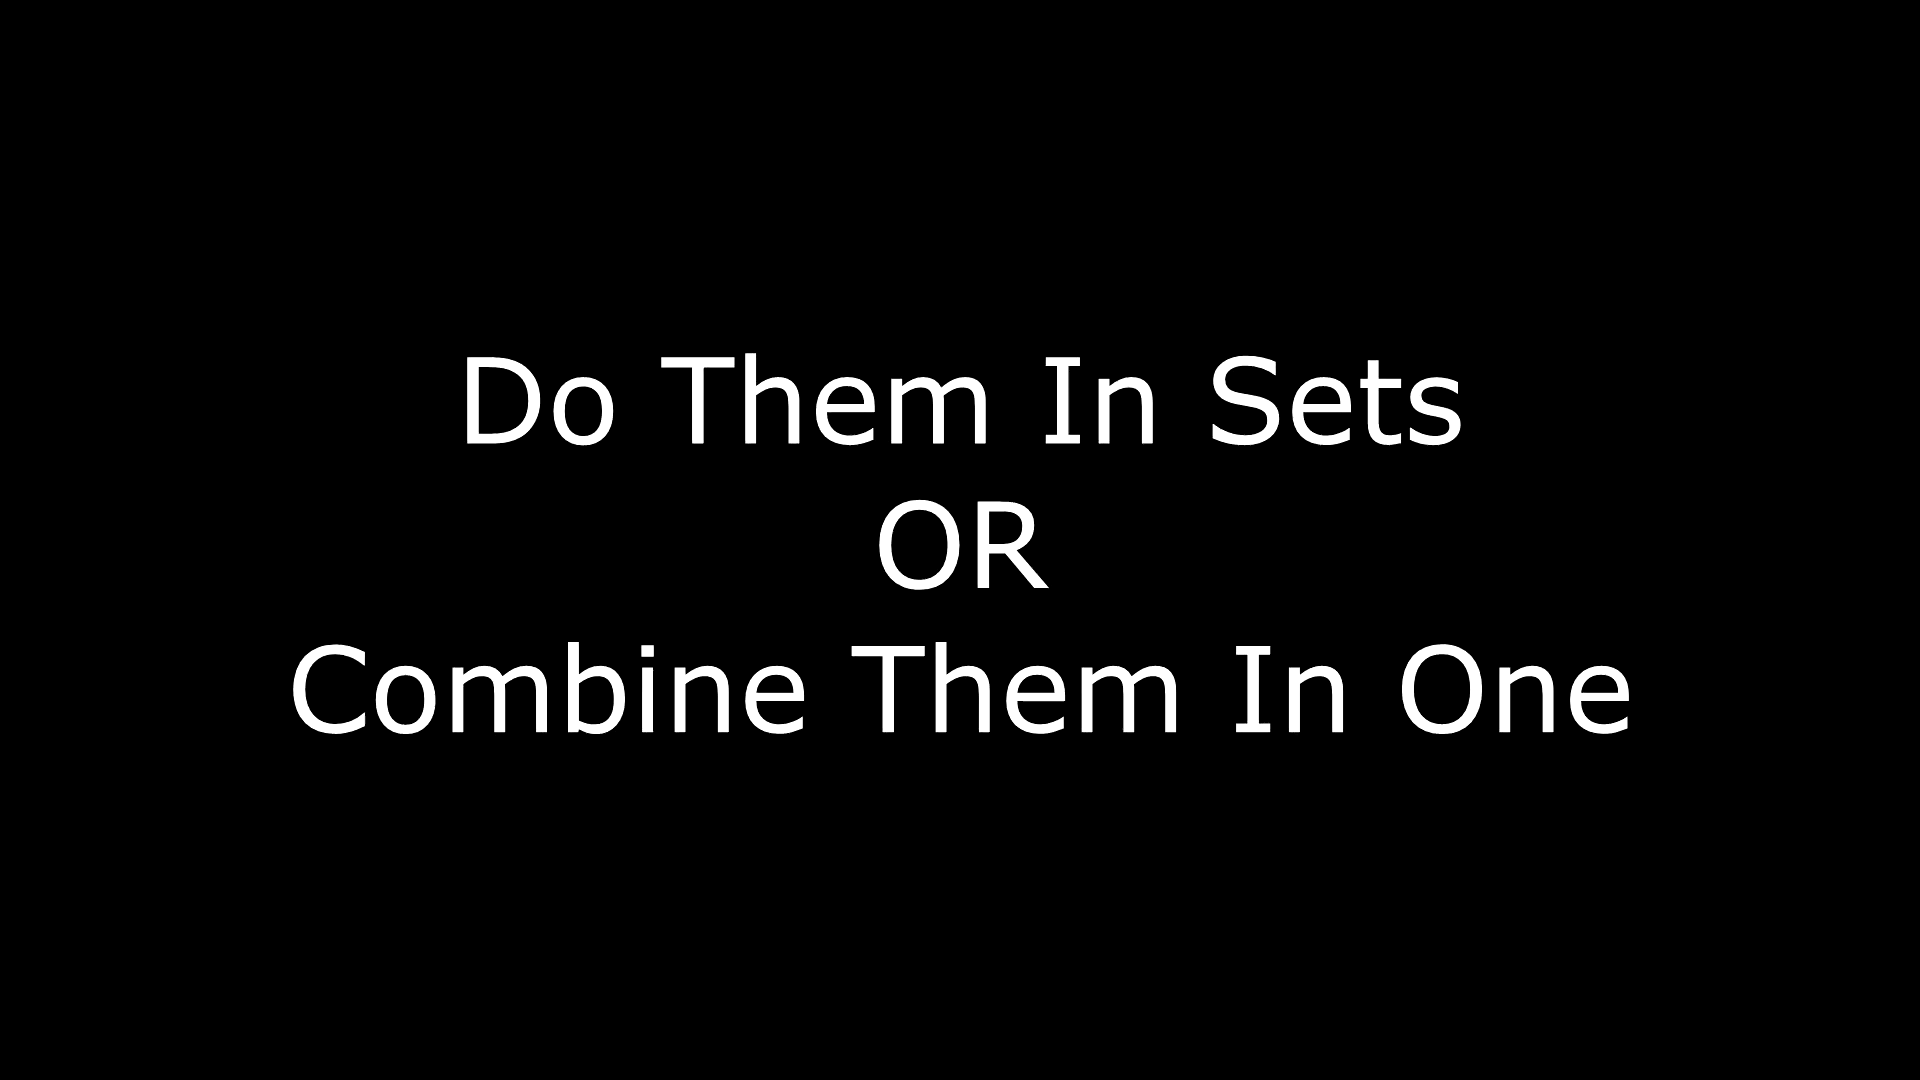 Do Them In Sets
OR
Combine Them In One